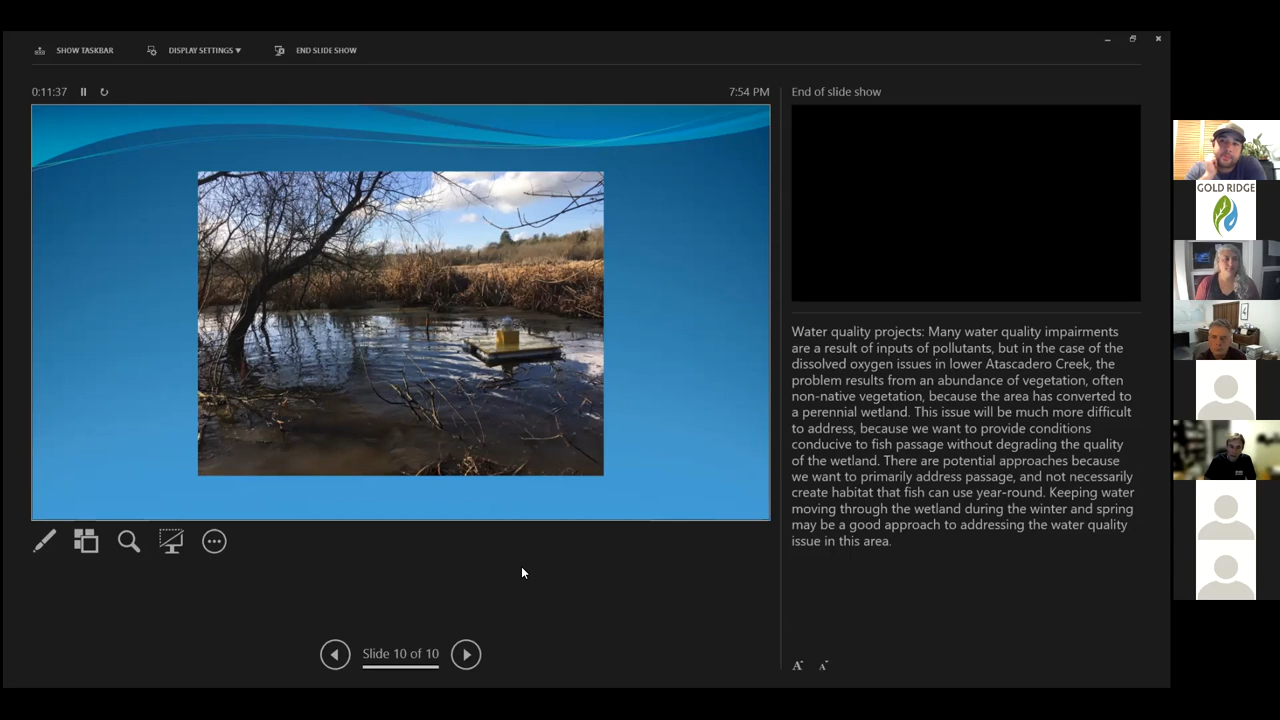 SHOW TASKBAR
DISPLAY SETTINGS ▾
END SLIDE SHOW
0:11:37
7:54 PM
End of slide show
Water quality projects: Many water quality impairments
are a result of inputs of pollutants, but in the case of the
dissolved oxygen issues in lower Atascadero Creek, the
problem results from an abundance of vegetation, often
non-native vegetation, because the area has converted to
a perennial wetland. This issue will be much more difficult
to address, because we want to provide conditions
conducive to fish passage without degrading the quality
of the wetland. There are potential approaches because
we want to primarily address passage, and not necessarily
create habitat that fish can use year-round. Keeping water
moving through the wetland during the winter and spring
may be a good approach to addressing the water quality
issue in this area.
Slide 10 of 10
A
A
GOLD RIDGE